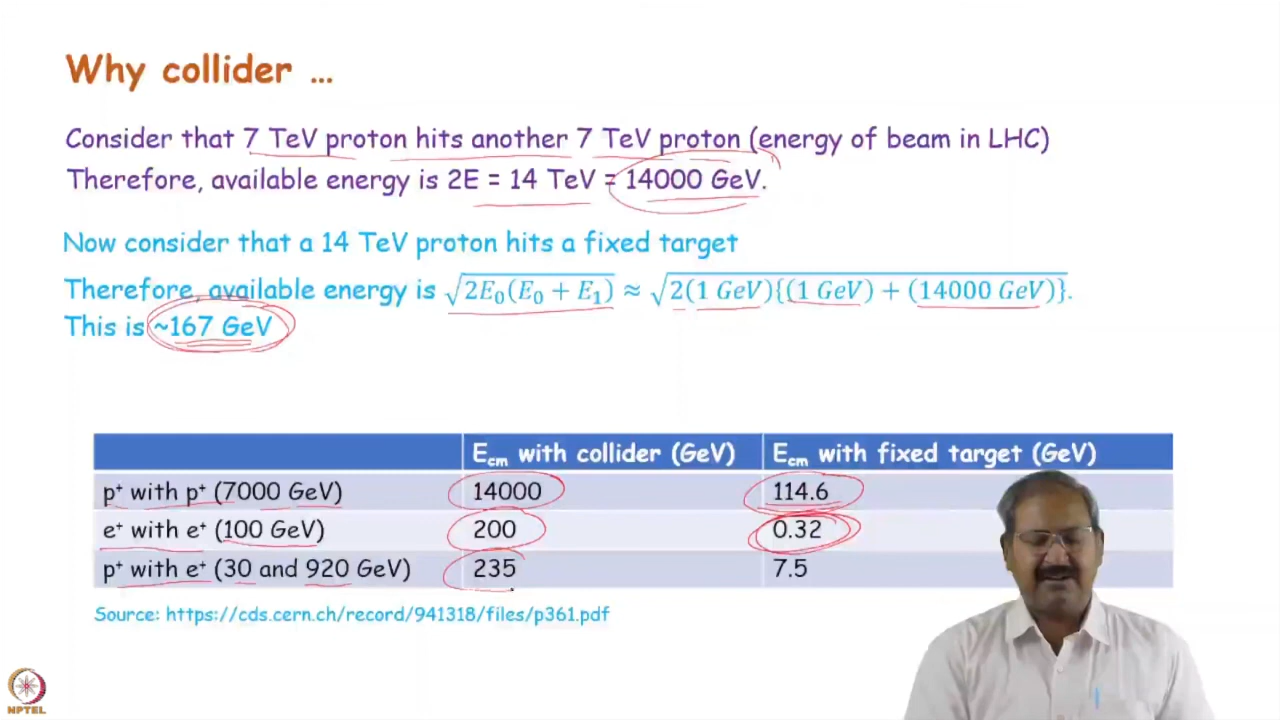 Why collider ...
Consider that 7 TeV proton hits another 7 TeV proton (energy of beam in LHC)
Therefore, available energy is 2E = 14 TeV = 14000 GeV.
Now consider that a 14 TeV proton hits a fixed target
Therefore, available energy is √2E₀(E₀ + E₁) ≈ √2(1 GeV){(1 GeV) + (14000 GeV)}.
This is ~167 GeV
E_cm with collider (GeV) E_cm with fixed target (GeV)
p⁺ with p⁺ (7000 GeV) 14000 114.6
e⁺ with e⁺ (100 GeV) 200 0.32
p⁺ with e⁺ (30 and 920 GeV) 235 7.5
Source: https://cds.cern.ch/record/941318/files/p361.pdf
NPTEL